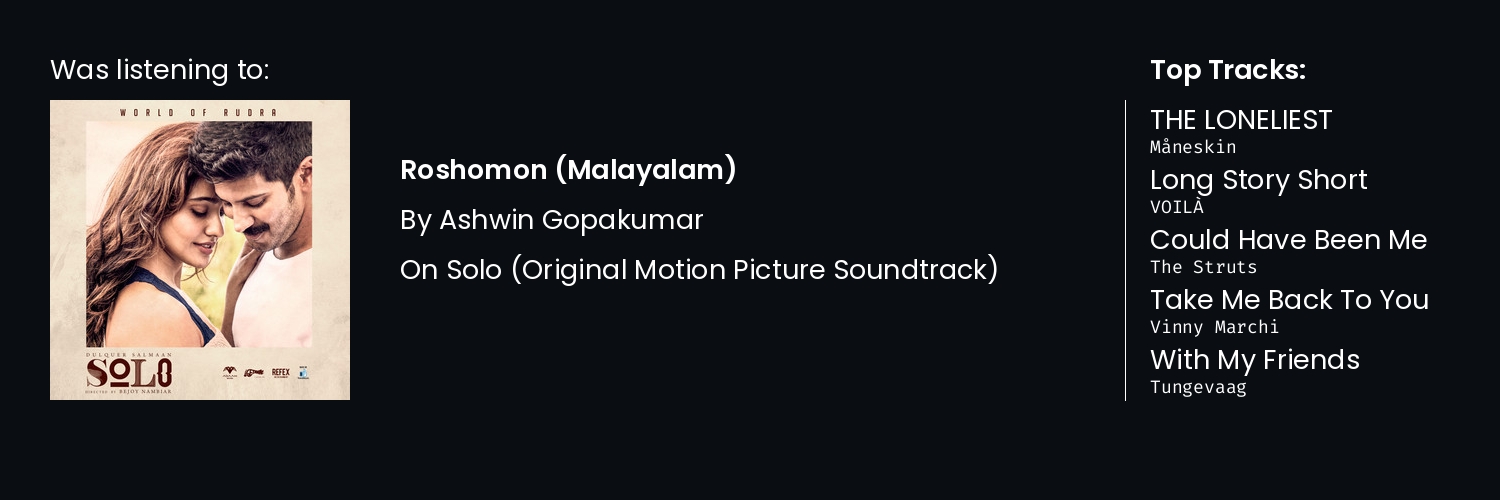 Was listening to:
WORLD OF RUDRA
DULQUER SALMAAN
SOLO
DIRECTED BY BEJOY NAMBIAR
REFEX
Roshomon (Malayalam)
By Ashwin Gopakumar
On Solo (Original Motion Picture Soundtrack)
Top Tracks:
THE LONELIEST
Måneskin
Long Story Short
VOILÀ
Could Have Been Me
The Struts
Take Me Back To You
Vinny Marchi
With My Friends
Tungevaag